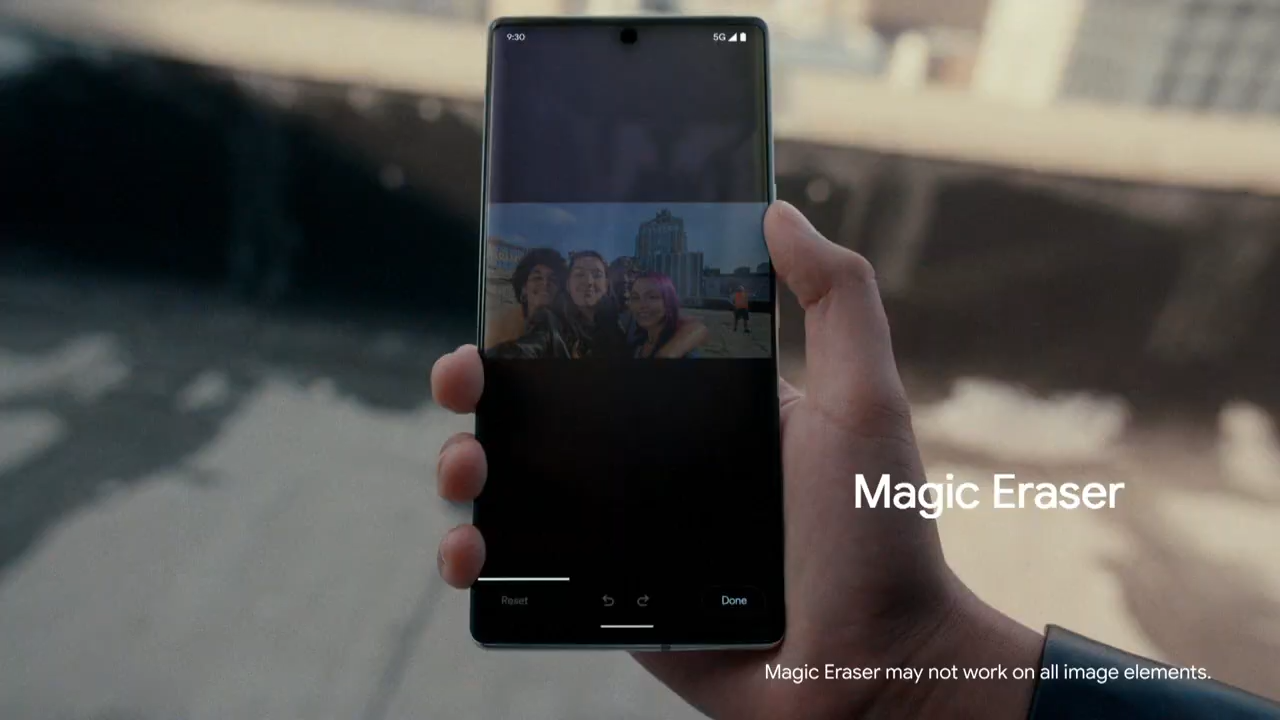 9:30 5G
Magic Eraser
Reset Done
Magic Eraser may not work on all image elements.